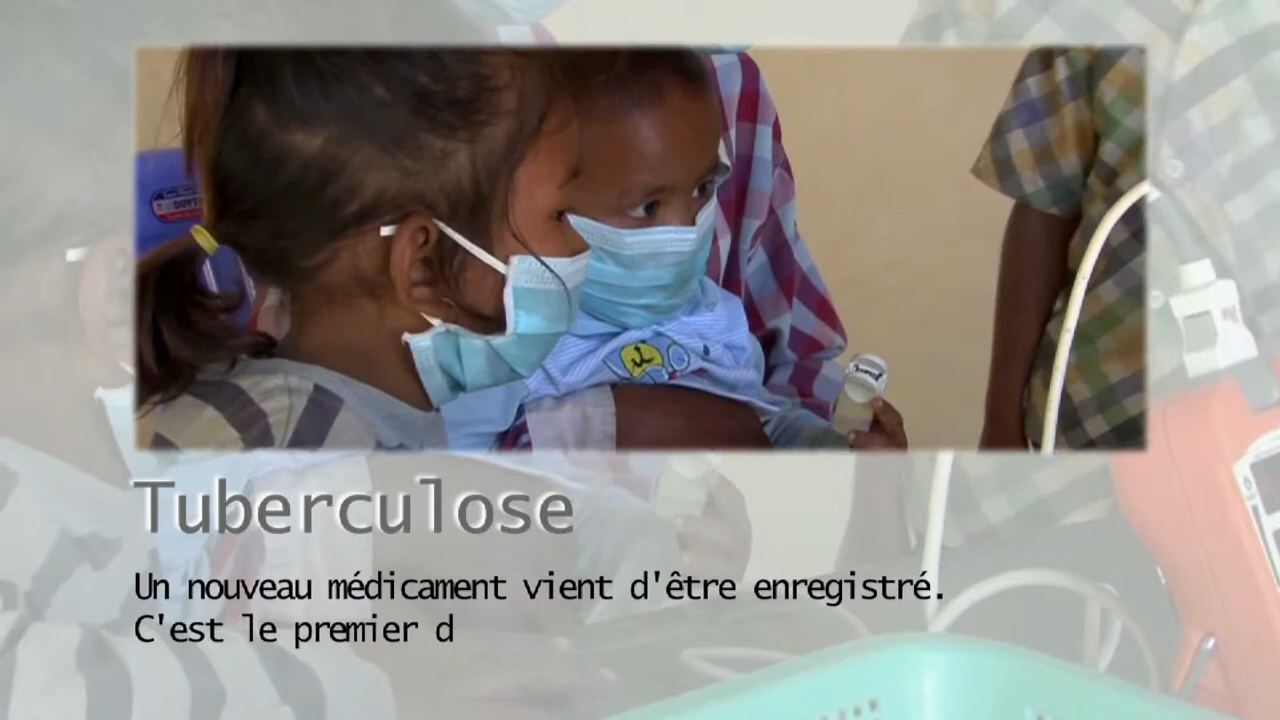 Tuberculose
Un nouveau médicament vient d'être enregistré.
C'est le premier d